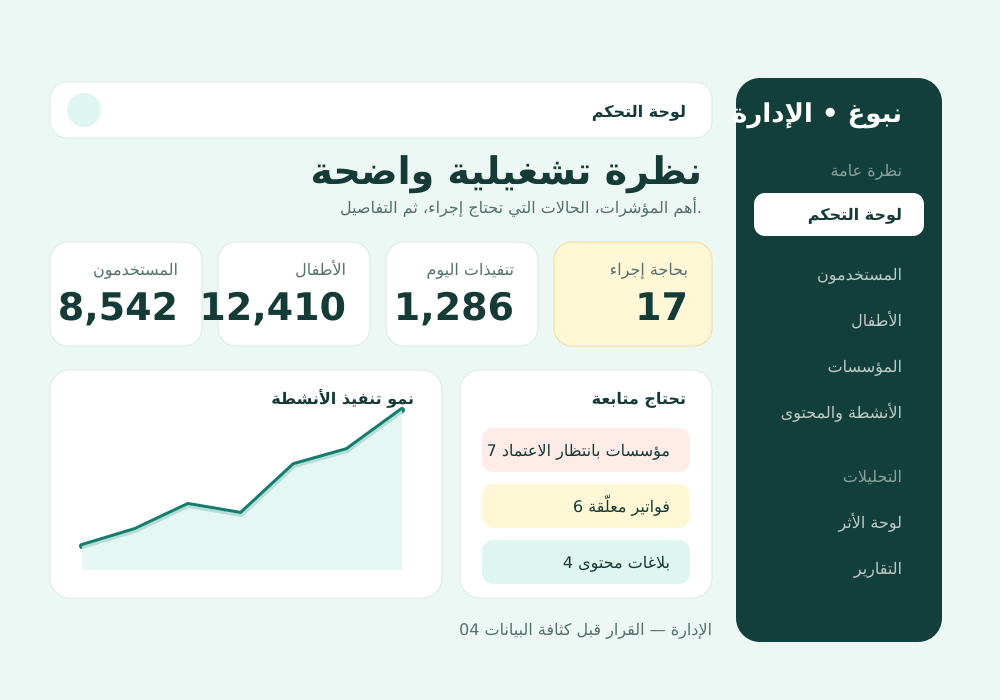 نبوغ • الإدارة
نظرة عامة
لوحة التحكم
المستخدمون
الأطفال
المؤسسات
الأنشطة والمحتوى
التحليلات
لوحة الأثر
التقارير
لوحة التحكم
نظرة تشغيلية واضحة
أهم المؤشرات، الحالات التي تحتاج إجراء، ثم التفاصيل.
بحاجة إجراء
17
تنفيذات اليوم
1,286
الأطفال
12,410
المستخدمون
8,542
تحتاج متابعة
مؤسسات بانتظار الاعتماد 7
فواتير معلّقة 6
بلاغات محتوى 4
نمو تنفيذ الأنشطة
الإدارة — القرار قبل كثافة البيانات 04